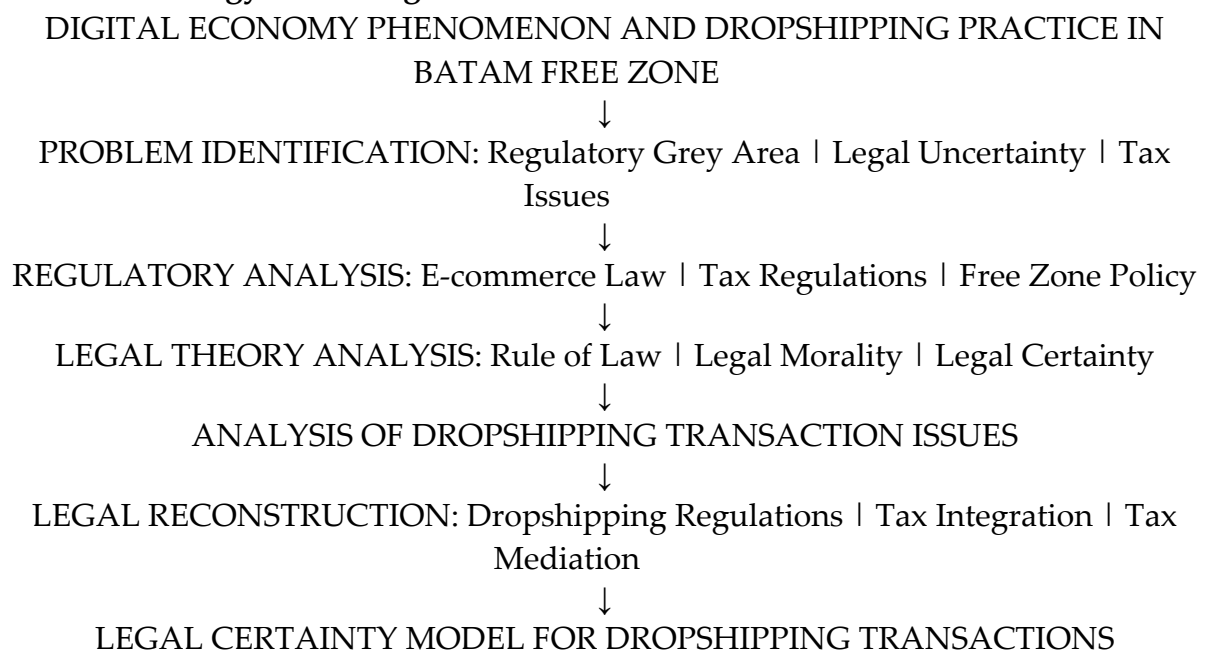 DIGITAL ECONOMY PHENOMENON AND DROPSHIPPING PRACTICE IN
BATAM FREE ZONE
↓
PROBLEM IDENTIFICATION: Regulatory Grey Area | Legal Uncertainty | Tax
Issues
↓
REGULATORY ANALYSIS: E-commerce Law | Tax Regulations | Free Zone Policy
↓
LEGAL THEORY ANALYSIS: Rule of Law | Legal Morality | Legal Certainty
↓
ANALYSIS OF DROPSHIPPING TRANSACTION ISSUES
↓
LEGAL RECONSTRUCTION: Dropshipping Regulations | Tax Integration | Tax
Mediation
↓
LEGAL CERTAINTY MODEL FOR DROPSHIPPING TRANSACTIONS